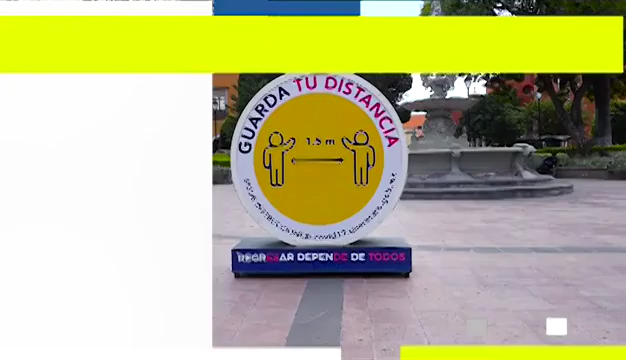 GUARDA TU DISTANCIA
1.5 m
REGRESAR DEPENDE DE TODOS